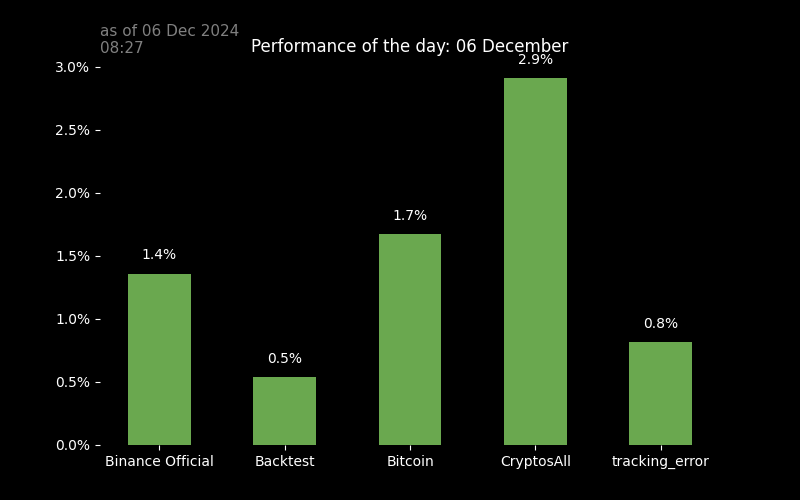 as of 06 Dec 2024
08:27
Performance of the day: 06 December
3.0%
2.5%
2.0%
1.5%
1.0%
0.5%
0.0%
1.4%
0.5%
1.7%
2.9%
0.8%
Binance Official
Backtest
Bitcoin
CryptosAll
tracking_error